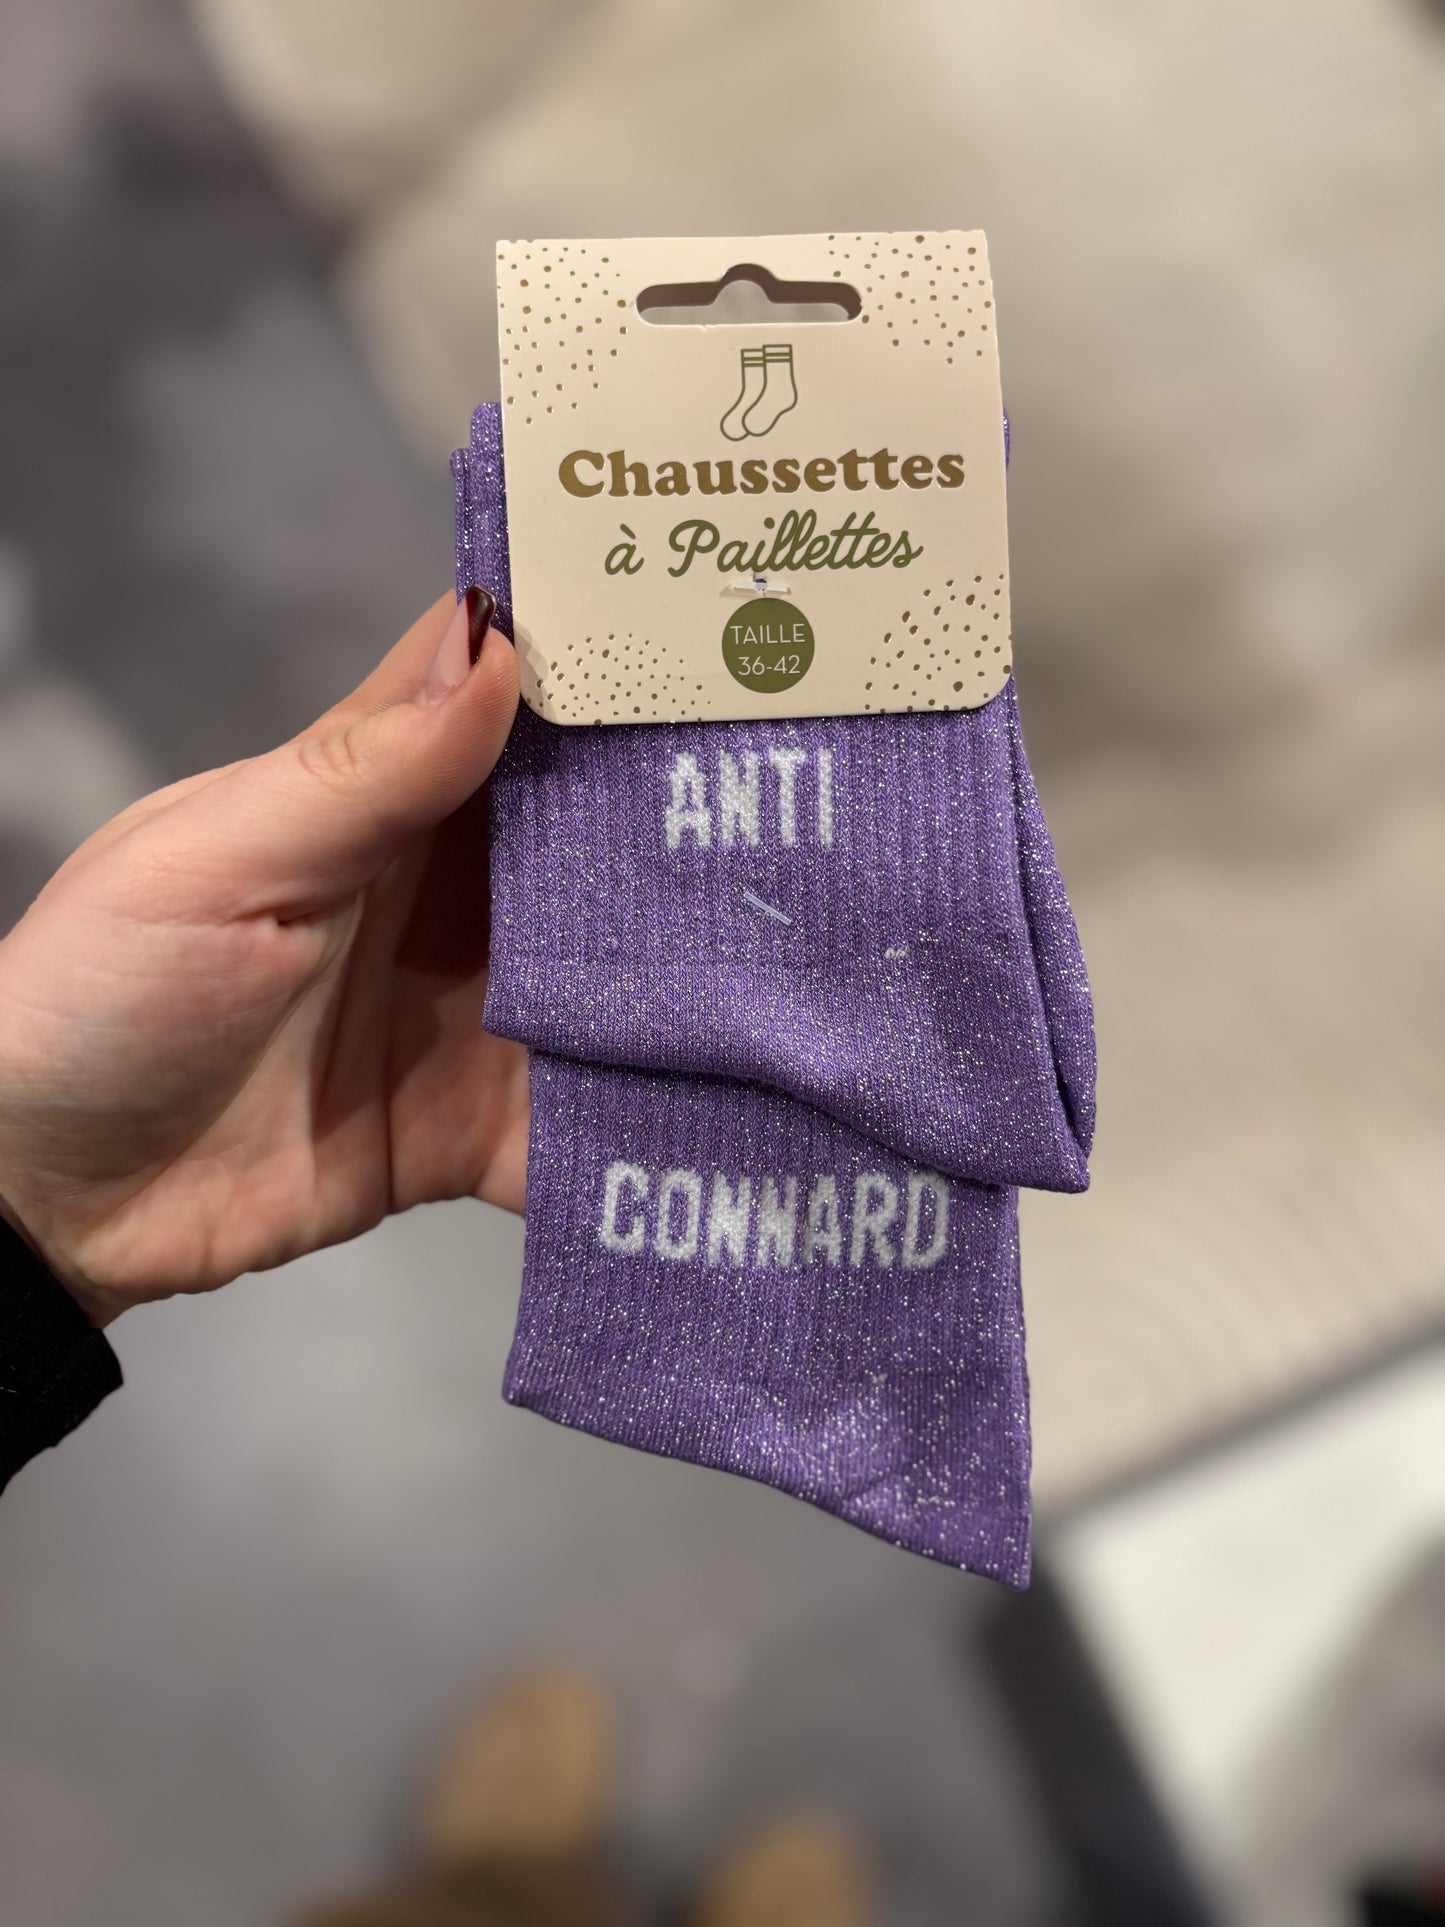 Chaussettes
à Paillettes
TAILLE
36-42
ANTI
CONNARD